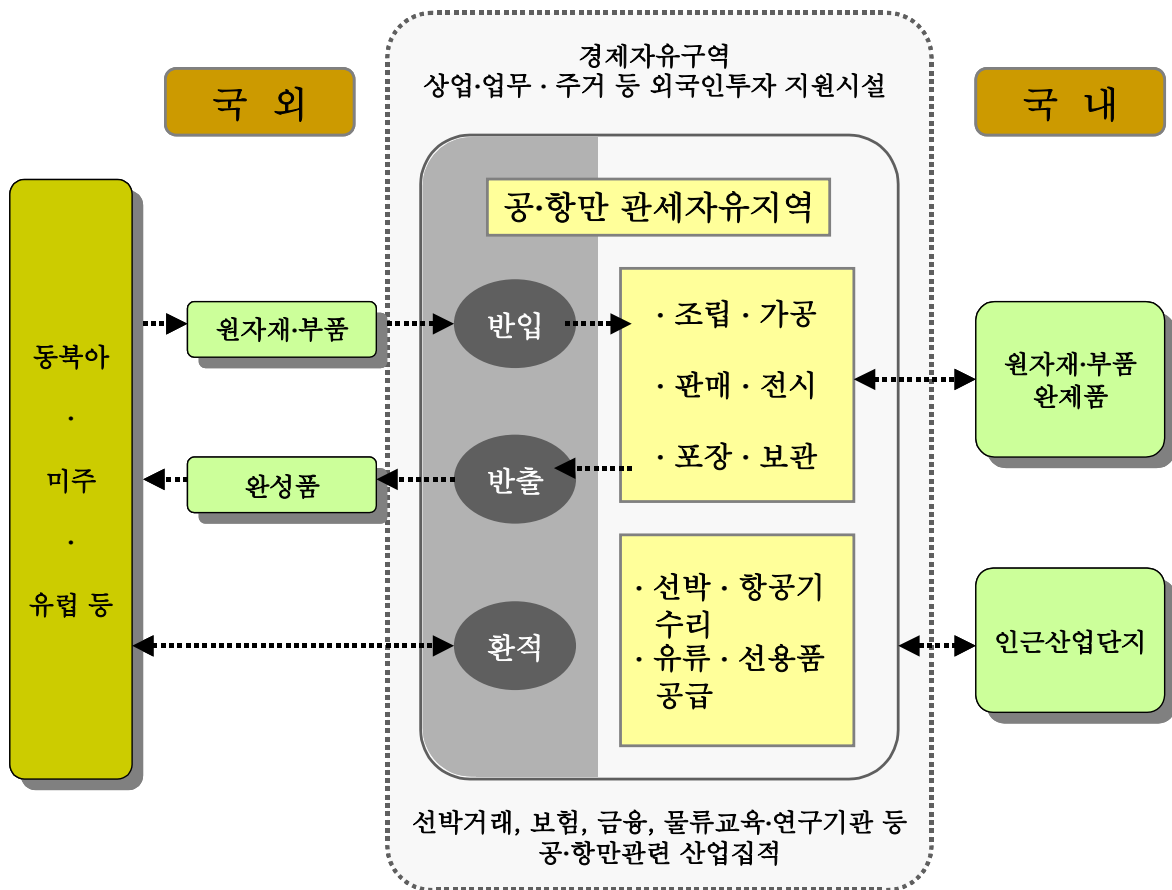 경제자유구역
상업·업무 · 주거 등 외국인투자 지원시설
국 외
국 내
공·항만 관세자유지역
동북아
·
미주
·
유럽 등
원자재·부품
완성품
반입
반출
환적
· 조립 · 가공
· 판매 · 전시
· 포장 · 보관
· 선박 · 항공기
수리
· 유류 · 선용품
공급
원자재·부품
완제품
인근산업단지
선박거래, 보험, 금융, 물류교육·연구기관 등
공·항만관련 산업집적